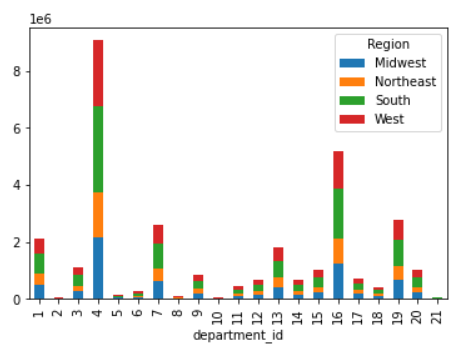 1e6
Region
Midwest
Northeast
South
West
8
6
4
2
0
1 2 3 4 5 6 7 8 9 10 11 12 13 14 15 16 17 18 19 20 21
department_id